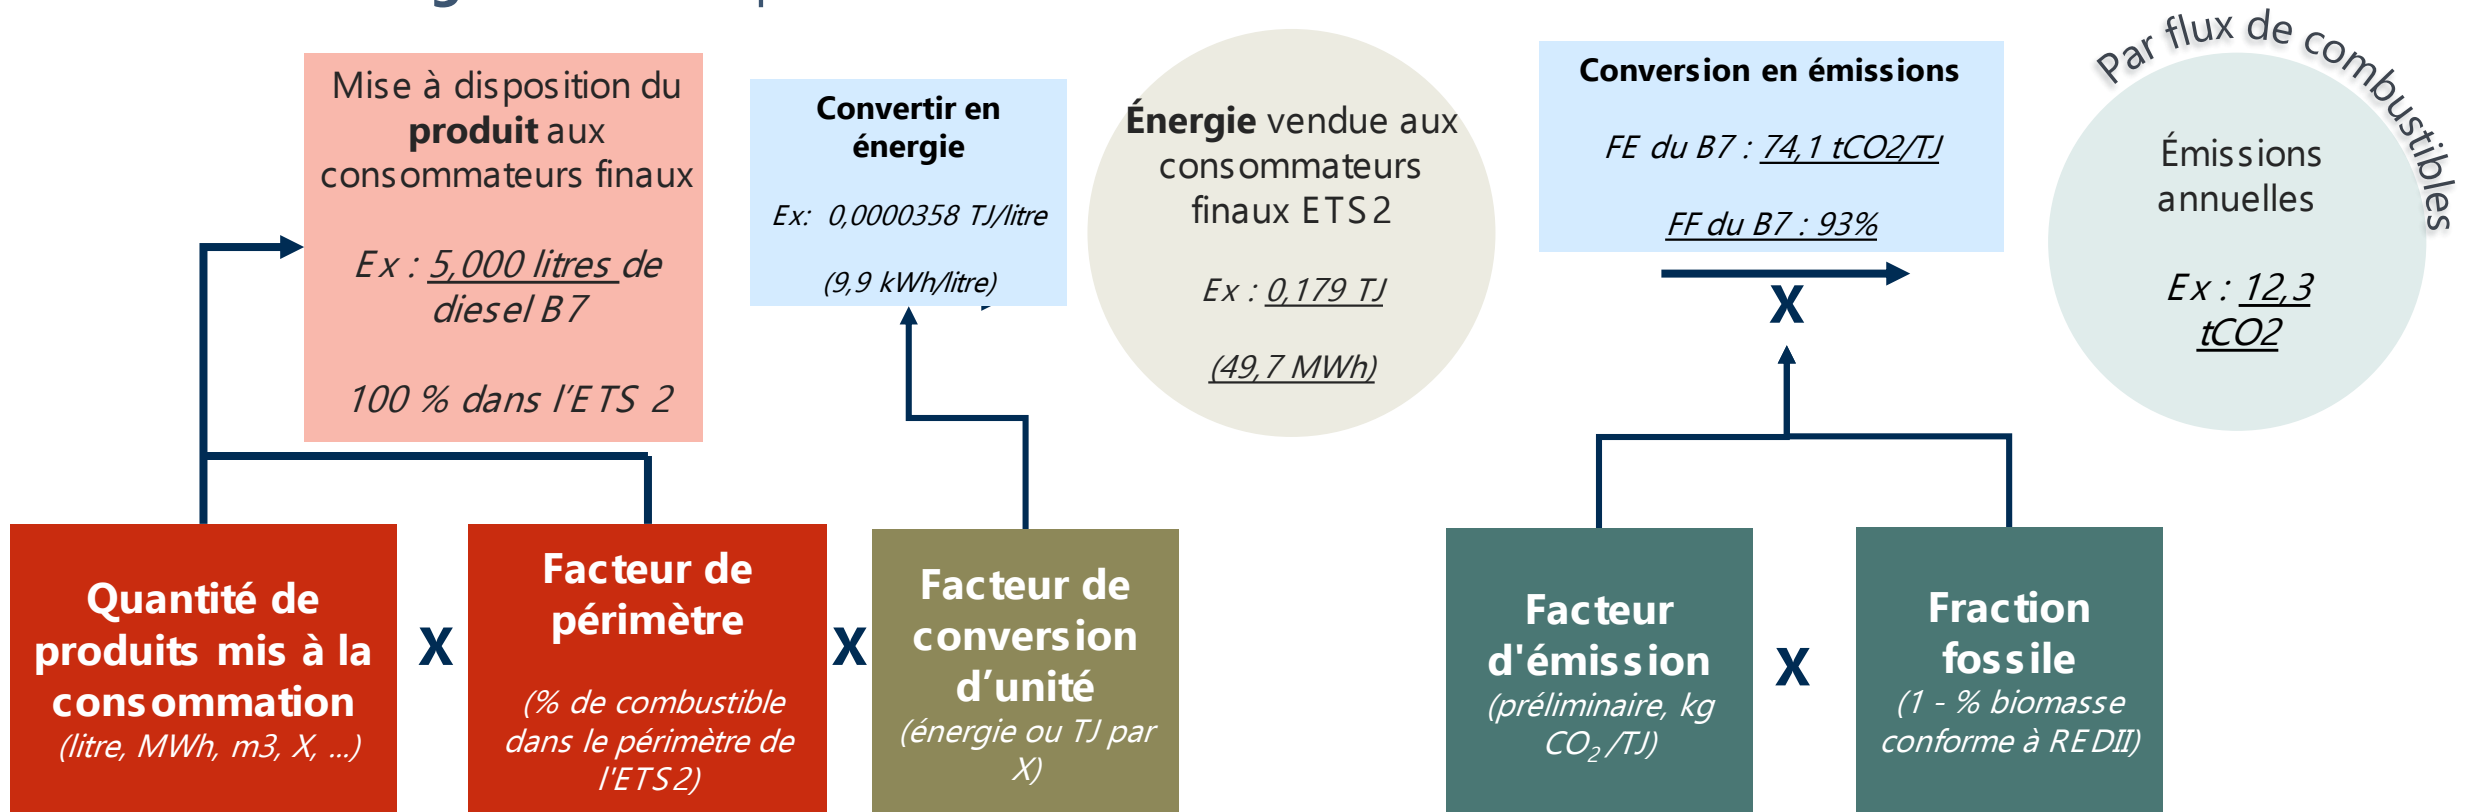 Mise à disposition du
produit aux
consommateurs finaux
Ex : 5,000 litres de
diesel B7
100 % dans l'ETS 2
Convertir en
énergie
Ex: 0,0000358 TJ/litre
(9,9 kWh/litre)
Énergie vendue aux
consommateurs
finaux ETS2
Ex : 0,179 TJ
(49,7 MWh)
Conversion en émissions
FE du B7 : 74,1 tCO2/TJ
FF du B7 : 93%
X
Par flux de combustibles
Émissions
annuelles
Ex : 12,3
tCO2
Quantité de
produits mis à la
consommation
(litre, MWh, m3, X, ...)
X
Facteur de
périmètre
(% de combustible
dans le périmètre de
l'ETS2)
X
Facteur de
conversion
d’unité
(énergie ou TJ par
X)
Facteur
d'émission
(préliminaire, kg
CO₂/TJ)
X
Fraction
fossile
(1 - % biomasse
conforme à REDII)